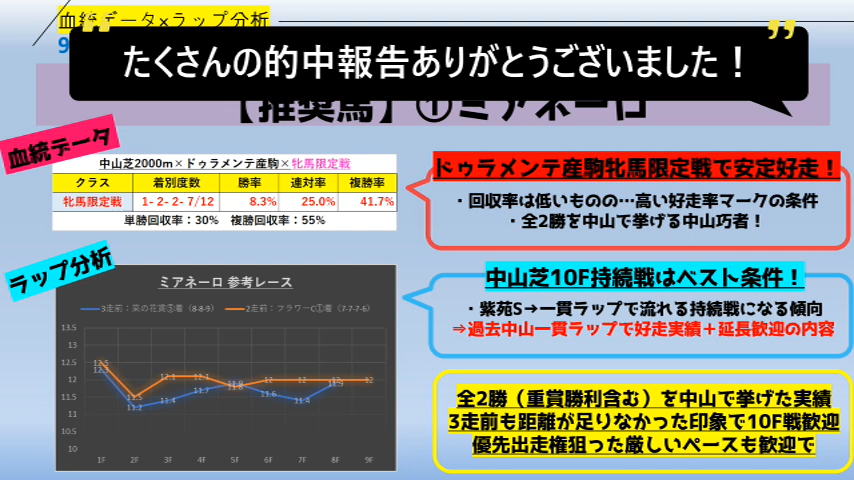 血統データ×ラップ分析
たくさんの的中報告ありがとうございました！
【推奨馬】①ミアネーロ
血統データ
中山芝2000m×ドゥラメンテ産駒×牝馬限定戦
クラス 着別度数 勝率 連対率 複勝率
牝馬限定戦 1- 2- 2- 7/12 8.3% 25.0% 41.7%
単勝回収率：30% 複勝回収率：55%
ドゥラメンテ産駒牝馬限定戦で安定好走！
・回収率は低いものの…高い好走率マークの条件
・全2勝を中山で挙げる中山巧者！
ラップ分析
ミアネーロ 参考レース
3走前：菜の花賞③着（8-8-9） 2走前：フラワーC①着（7-7-7-6）
13.5
13
12.5
12
11.5
11
10.5
10
12.5 11.5 12.1 12.1 11.8 12 12 12 12
11.2 11.4 11.7 11.9 11.6 11.4 11.9
1F 2F 3F 4F 5F 6F 7F 8F 9F
中山芝10F持続戦はベスト条件！
・紫苑S→一貫ラップで流れる持続戦になる傾向
⇒過去中山一貫ラップで好走実績＋延長歓迎の内容
全2勝（重賞勝利含む）を中山で挙げた実績
3走前も距離が足りなかった印象で10F戦歓迎
優先出走権狙った厳しいペースも歓迎で